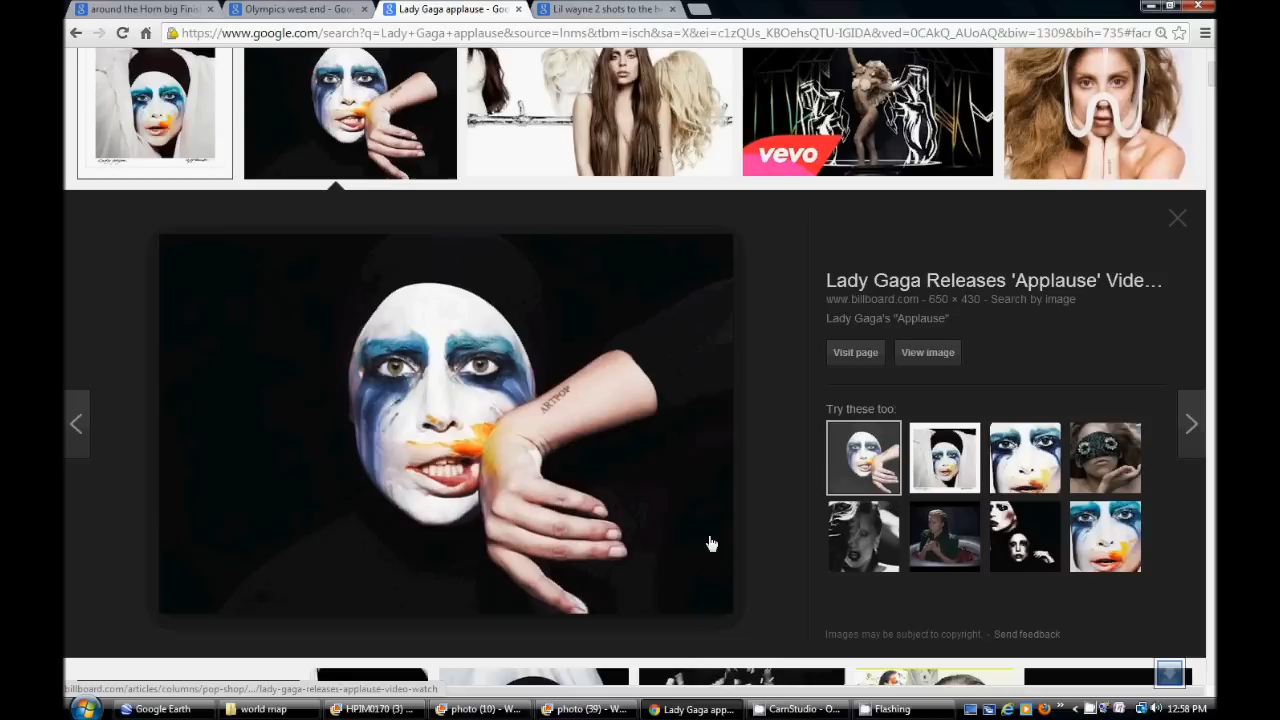 around the Horn big Finis
Olympics west end - Goo
Lady Gaga applause - Goo
Lil wayne 2 shots to the he
https://www.google.com/search?q=Lady+Gaga+applause&source=lnms&tbm=isch&sa=X&ei=c1zQUs_KtOehsQTU-IGIDA&ved=0CAkQ_AUoAQ&biw=1309&bih=735#facr
vevo
Lady Gaga Releases 'Applause' Vide...
www.billboard.com - 650 × 430 - Search by image
Lady Gaga's "Applause"
Visit page
View image
ARTPOP
Try these too:
Images may be subject to copyright. - Send feedback
billboard.com/articles/columns/pop-shop/.../lady-gaga-releases-applause-video-watch
Google Earth
world map
HPIM0170 (3) ...
photo (10) - W...
photo (39) - W...
Lady Gaga app...
CamStudio - O...
Flashing
12:58 PM